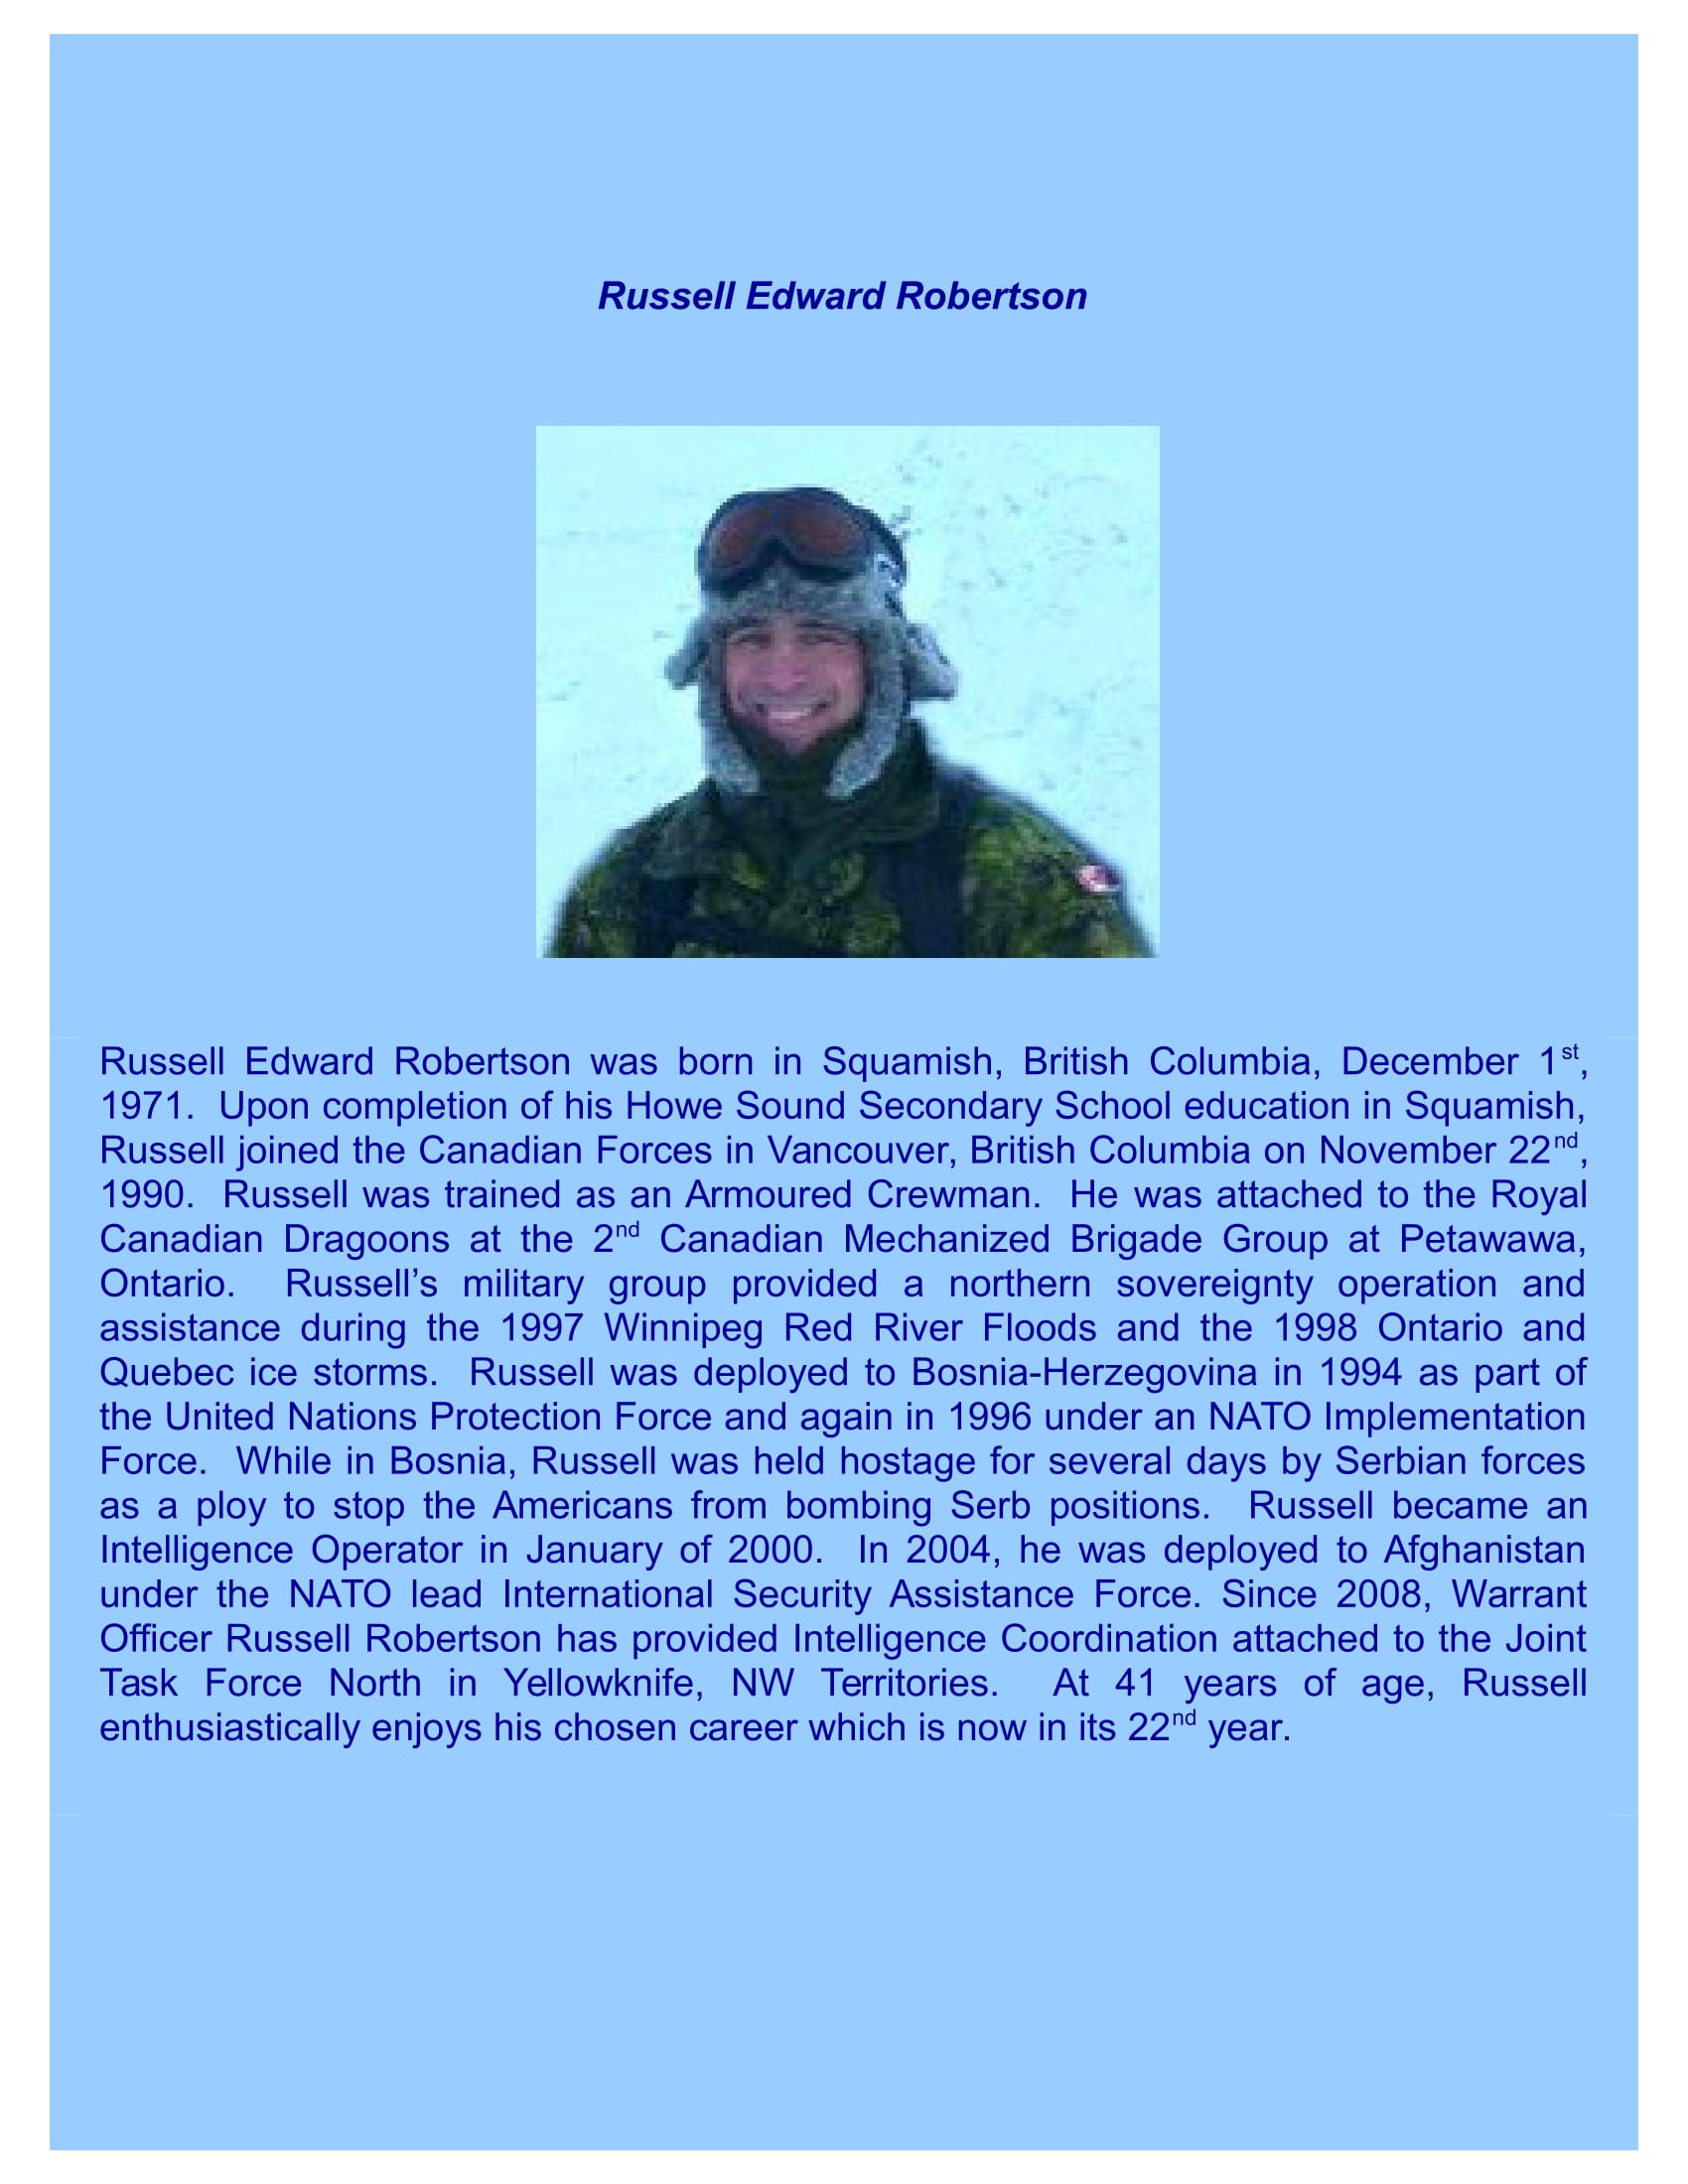 Russell Edward Robertson
Russell Edward Robertson was born in Squamish, British Columbia, December 1st,
1971. Upon completion of his Howe Sound Secondary School education in Squamish,
Russell joined the Canadian Forces in Vancouver, British Columbia on November 22nd,
1990. Russell was trained as an Armoured Crewman. He was attached to the Royal
Canadian Dragoons at the 2nd Canadian Mechanized Brigade Group at Petawawa,
Ontario. Russell’s military group provided a northern sovereignty operation and
assistance during the 1997 Winnipeg Red River Floods and the 1998 Ontario and
Quebec ice storms. Russell was deployed to Bosnia-Herzegovina in 1994 as part of
the United Nations Protection Force and again in 1996 under an NATO Implementation
Force. While in Bosnia, Russell was held hostage for several days by Serbian forces
as a ploy to stop the Americans from bombing Serb positions. Russell became an
Intelligence Operator in January of 2000. In 2004, he was deployed to Afghanistan
under the NATO lead International Security Assistance Force. Since 2008, Warrant
Officer Russell Robertson has provided Intelligence Coordination attached to the Joint
Task Force North in Yellowknife, NW Territories. At 41 years of age, Russell
enthusiastically enjoys his chosen career which is now in its 22nd year.